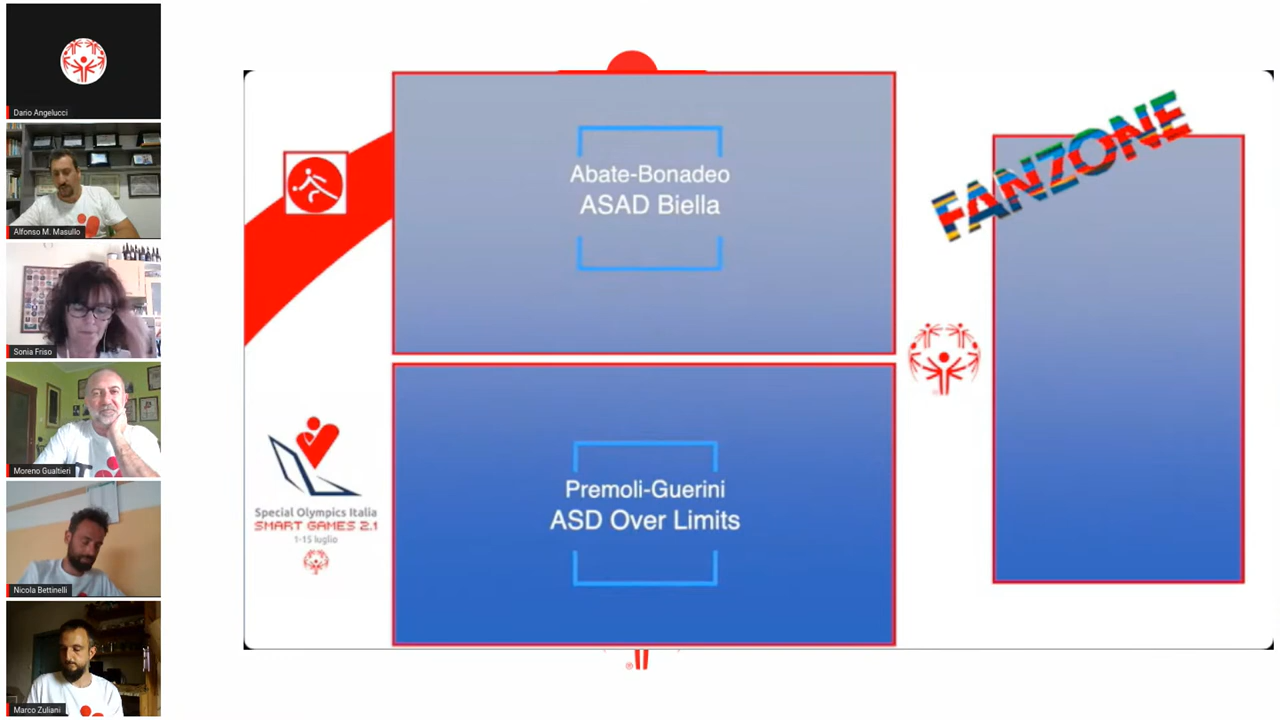 Dario Angelucci
Alfonso M. Masullo
Sonia Friso
Moreno Gualtieri
Nicola Bettinelli
Marco Zuliani
Abate-Bonadeo
ASAD Biella
Premoli-Guerini
ASD Over Limits
Special Olympics Italia
SMART GAMES 2.1
1-15 luglio
FANZONE